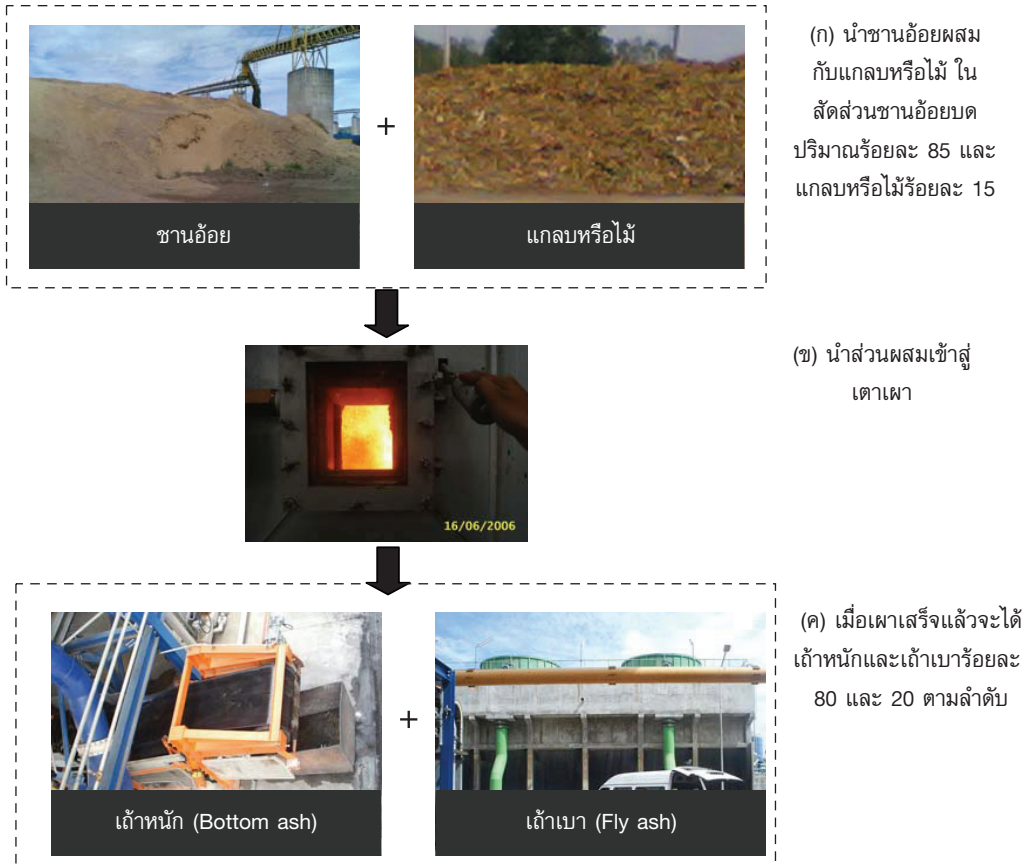 (ก) นำชานอ้อยผสม
กับแกลบหรือไม้ ใน
สัดส่วนชานอ้อยบด
ปริมาณร้อยละ 85 และ
แกลบหรือไม้ร้อยละ 15
+
ชานอ้อย
แกลบหรือไม้
(ข) นำส่วนผสมเข้าสู่
เตาเผา
16/06/2006
(ค) เมื่อเผาเสร็จแล้วจะได้
เถ้าหนักและเถ้าเบาร้อยละ
80 และ 20 ตามลำดับ
+
เถ้าหนัก (Bottom ash)
เถ้าเบา (Fly ash)